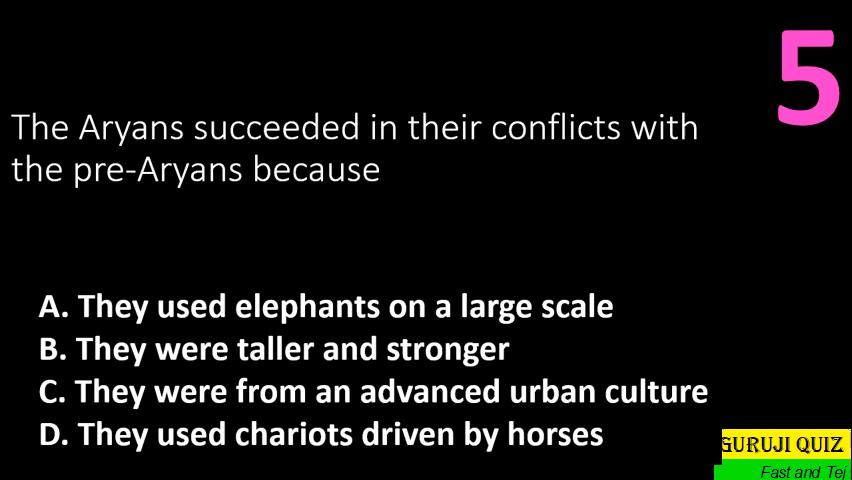 5
The Aryans succeeded in their conflicts with
the pre-Aryans because
A. They used elephants on a large scale
B. They were taller and stronger
C. They were from an advanced urban culture
D. They used chariots driven by horses
GURUJI QUIZ
Fast and Tej